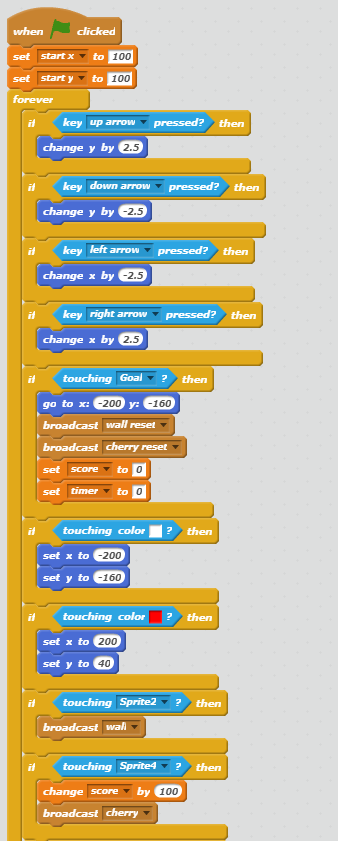 when clicked
set start x to 100
set start y to 100
forever
if key up arrow pressed? then
change y by 2.5
if key down arrow pressed? then
change y by -2.5
if key left arrow pressed? then
change x by -2.5
if key right arrow pressed? then
change x by 2.5
if touching Goal ? then
go to x: -200 y: -160
broadcast wall reset
broadcast cherry reset
set score to 0
set timer to 0
if touching color ? then
set x to -200
set y to -160
if touching color ? then
set x to 200
set y to 40
if touching Sprite2 ? then
broadcast wall
if touching Sprite4 ? then
change score by 100
broadcast cherry